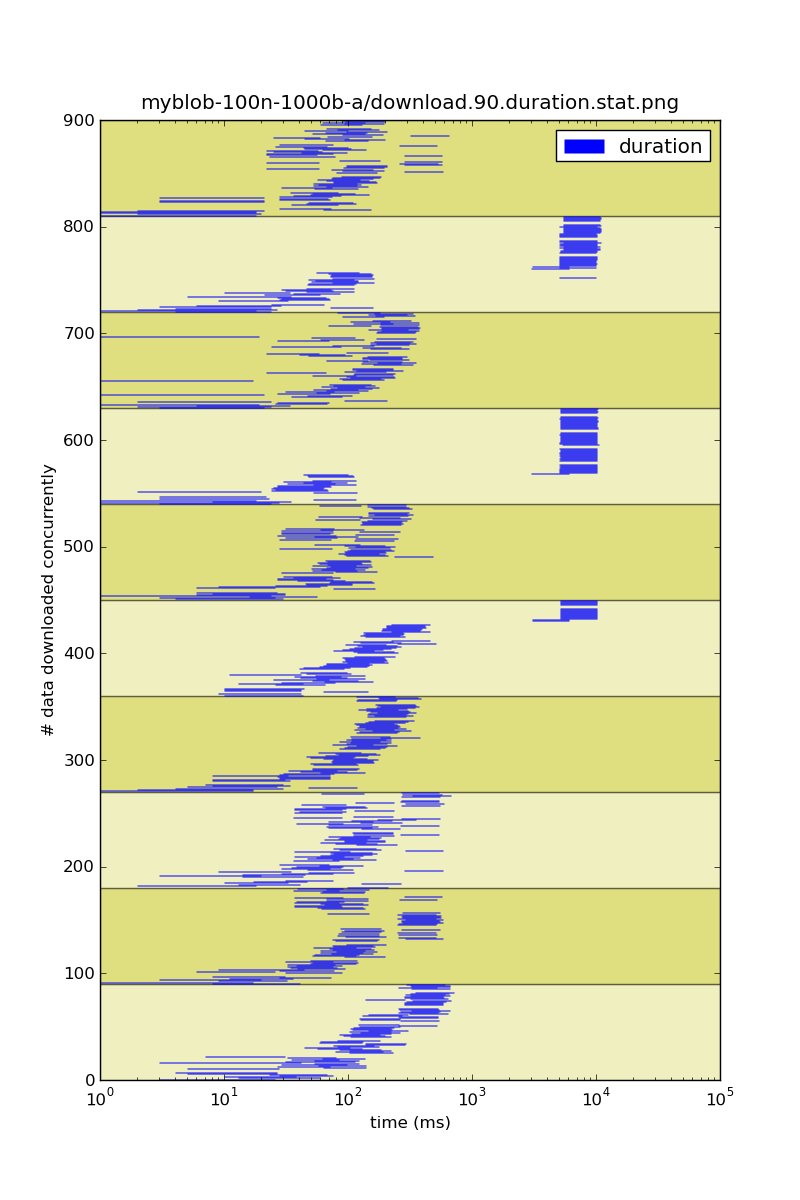 myblob-100n-1000b-a/download.90.duration.stat.png
duration
900
800
700
600
500
400
300
200
100
0
# data downloaded concurrently
10^0 10^1 10^2 10^3 10^4 10^5
time (ms)